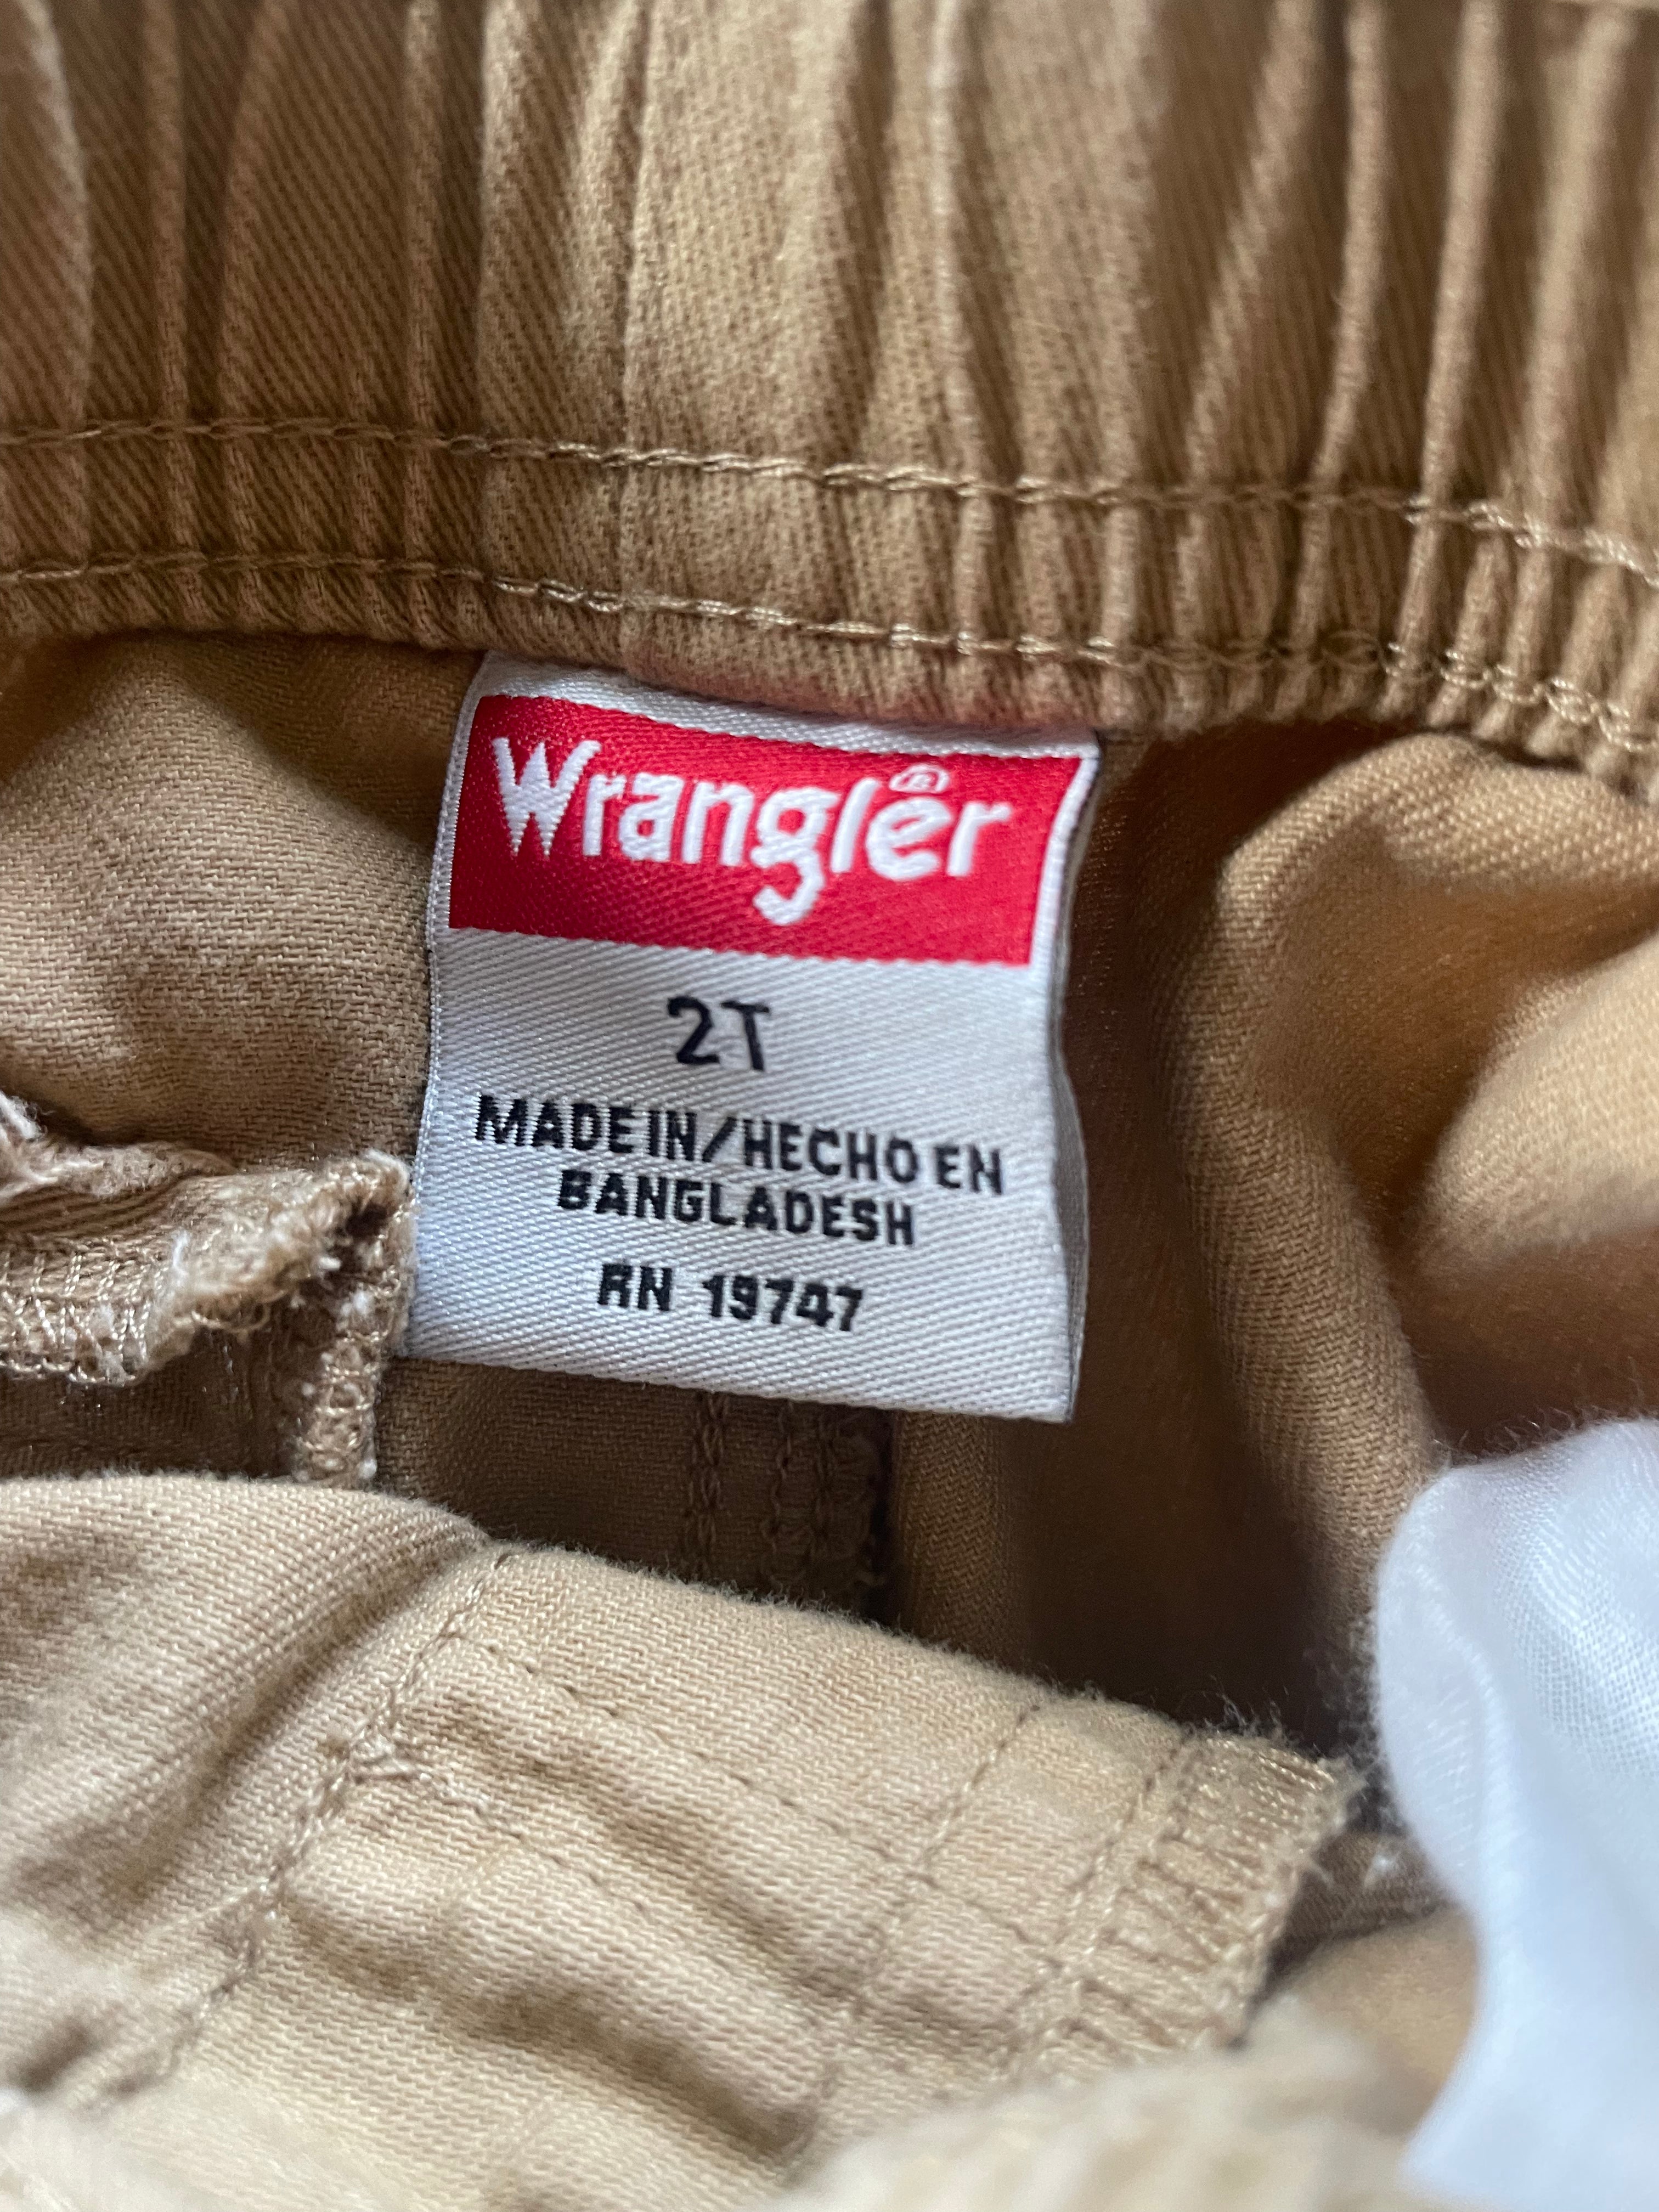 Wrangler®
2T
MADE IN/HECHO EN
BANGLADESH
RN 19747